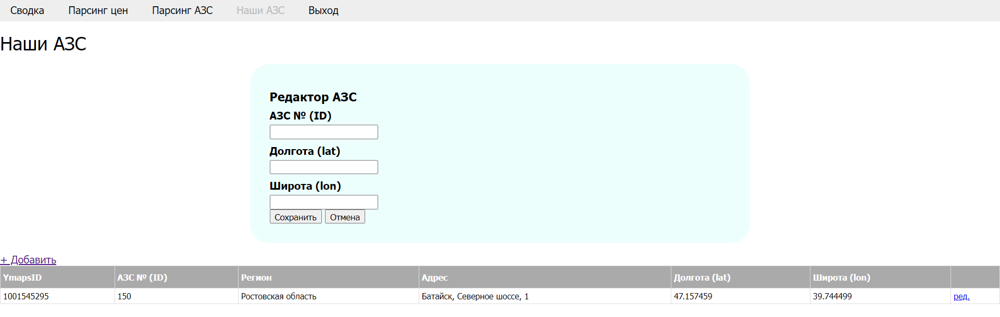 Сводка Парсинг цен Парсинг АЗС Наши АЗС Выход
Наши АЗС
Редактор АЗС
АЗС № (ID)
Долгота (lat)
Широта (lon)
Сохранить Отмена
+ Добавить
YmapsID АЗС № (ID) Регион Адрес Долгота (lat) Широта (lon)
1001545295 150 Ростовская область Батайск, Северное шоссе, 1 47.157459 39.744499 ред.